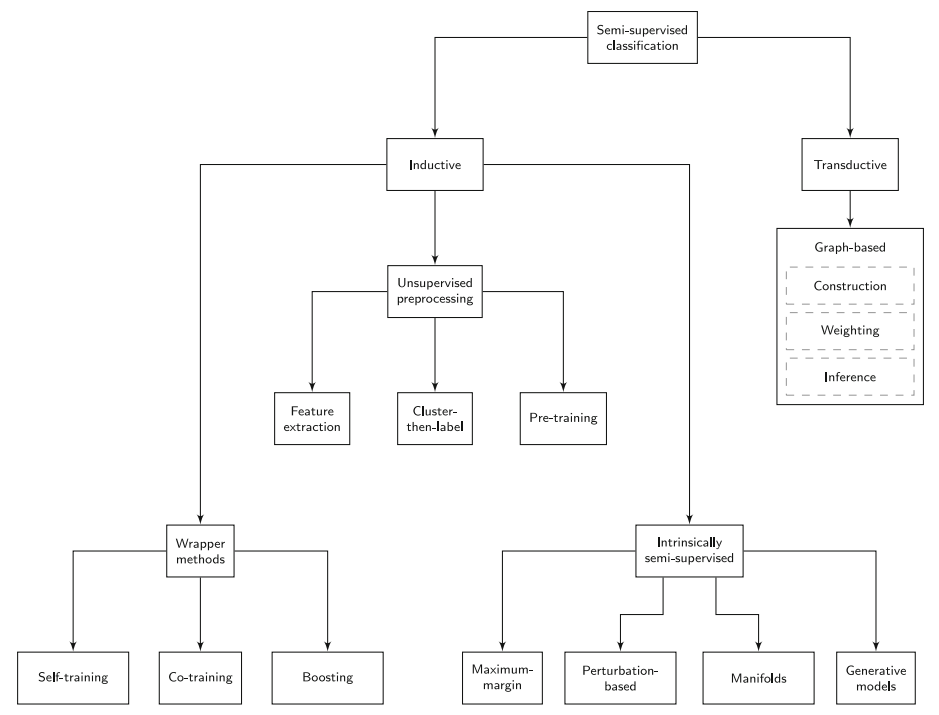 Semi-supervised
classification
Inductive
Transductive
Graph-based
Construction
Weighting
Inference
Unsupervised
preprocessing
Feature
extraction
Cluster-
then-label
Pre-training
Wrapper
methods
Intrinsically
semi-supervised
Self-training
Co-training
Boosting
Maximum-
margin
Perturbation-
based
Manifolds
Generative
models